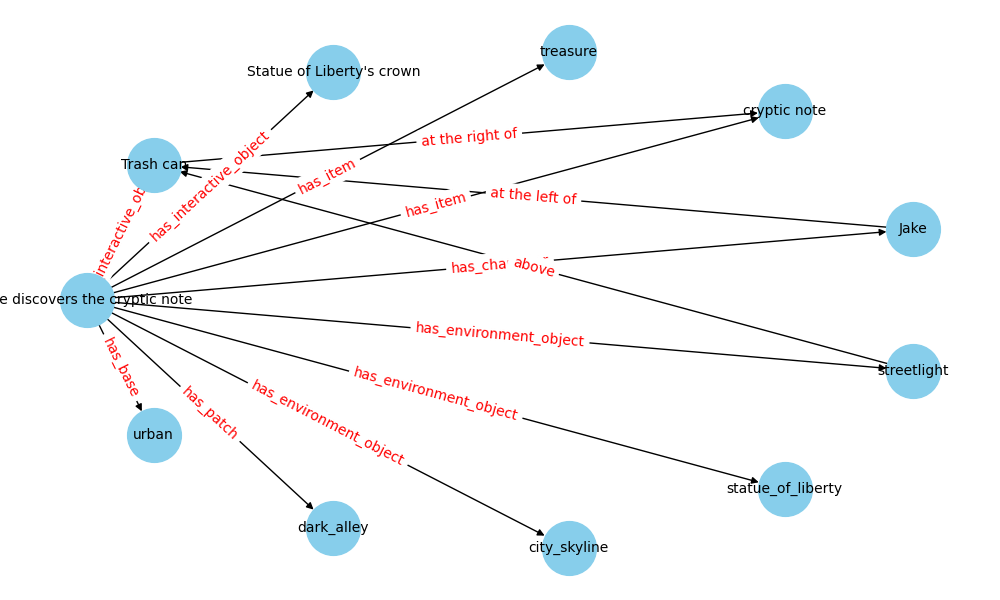 treasure
Statue of Liberty's crown
cryptic note
at the right of
Trash can
has_interactive_object
has_item
at the left of
has_item
interactive_ob
Jake
has_cha
above
e discovers the cryptic note
has_environment_object
has_base
has_patch
has_environment_object
has_environment_object
streetlight
urban
statue_of_liberty
dark_alley
city_skyline